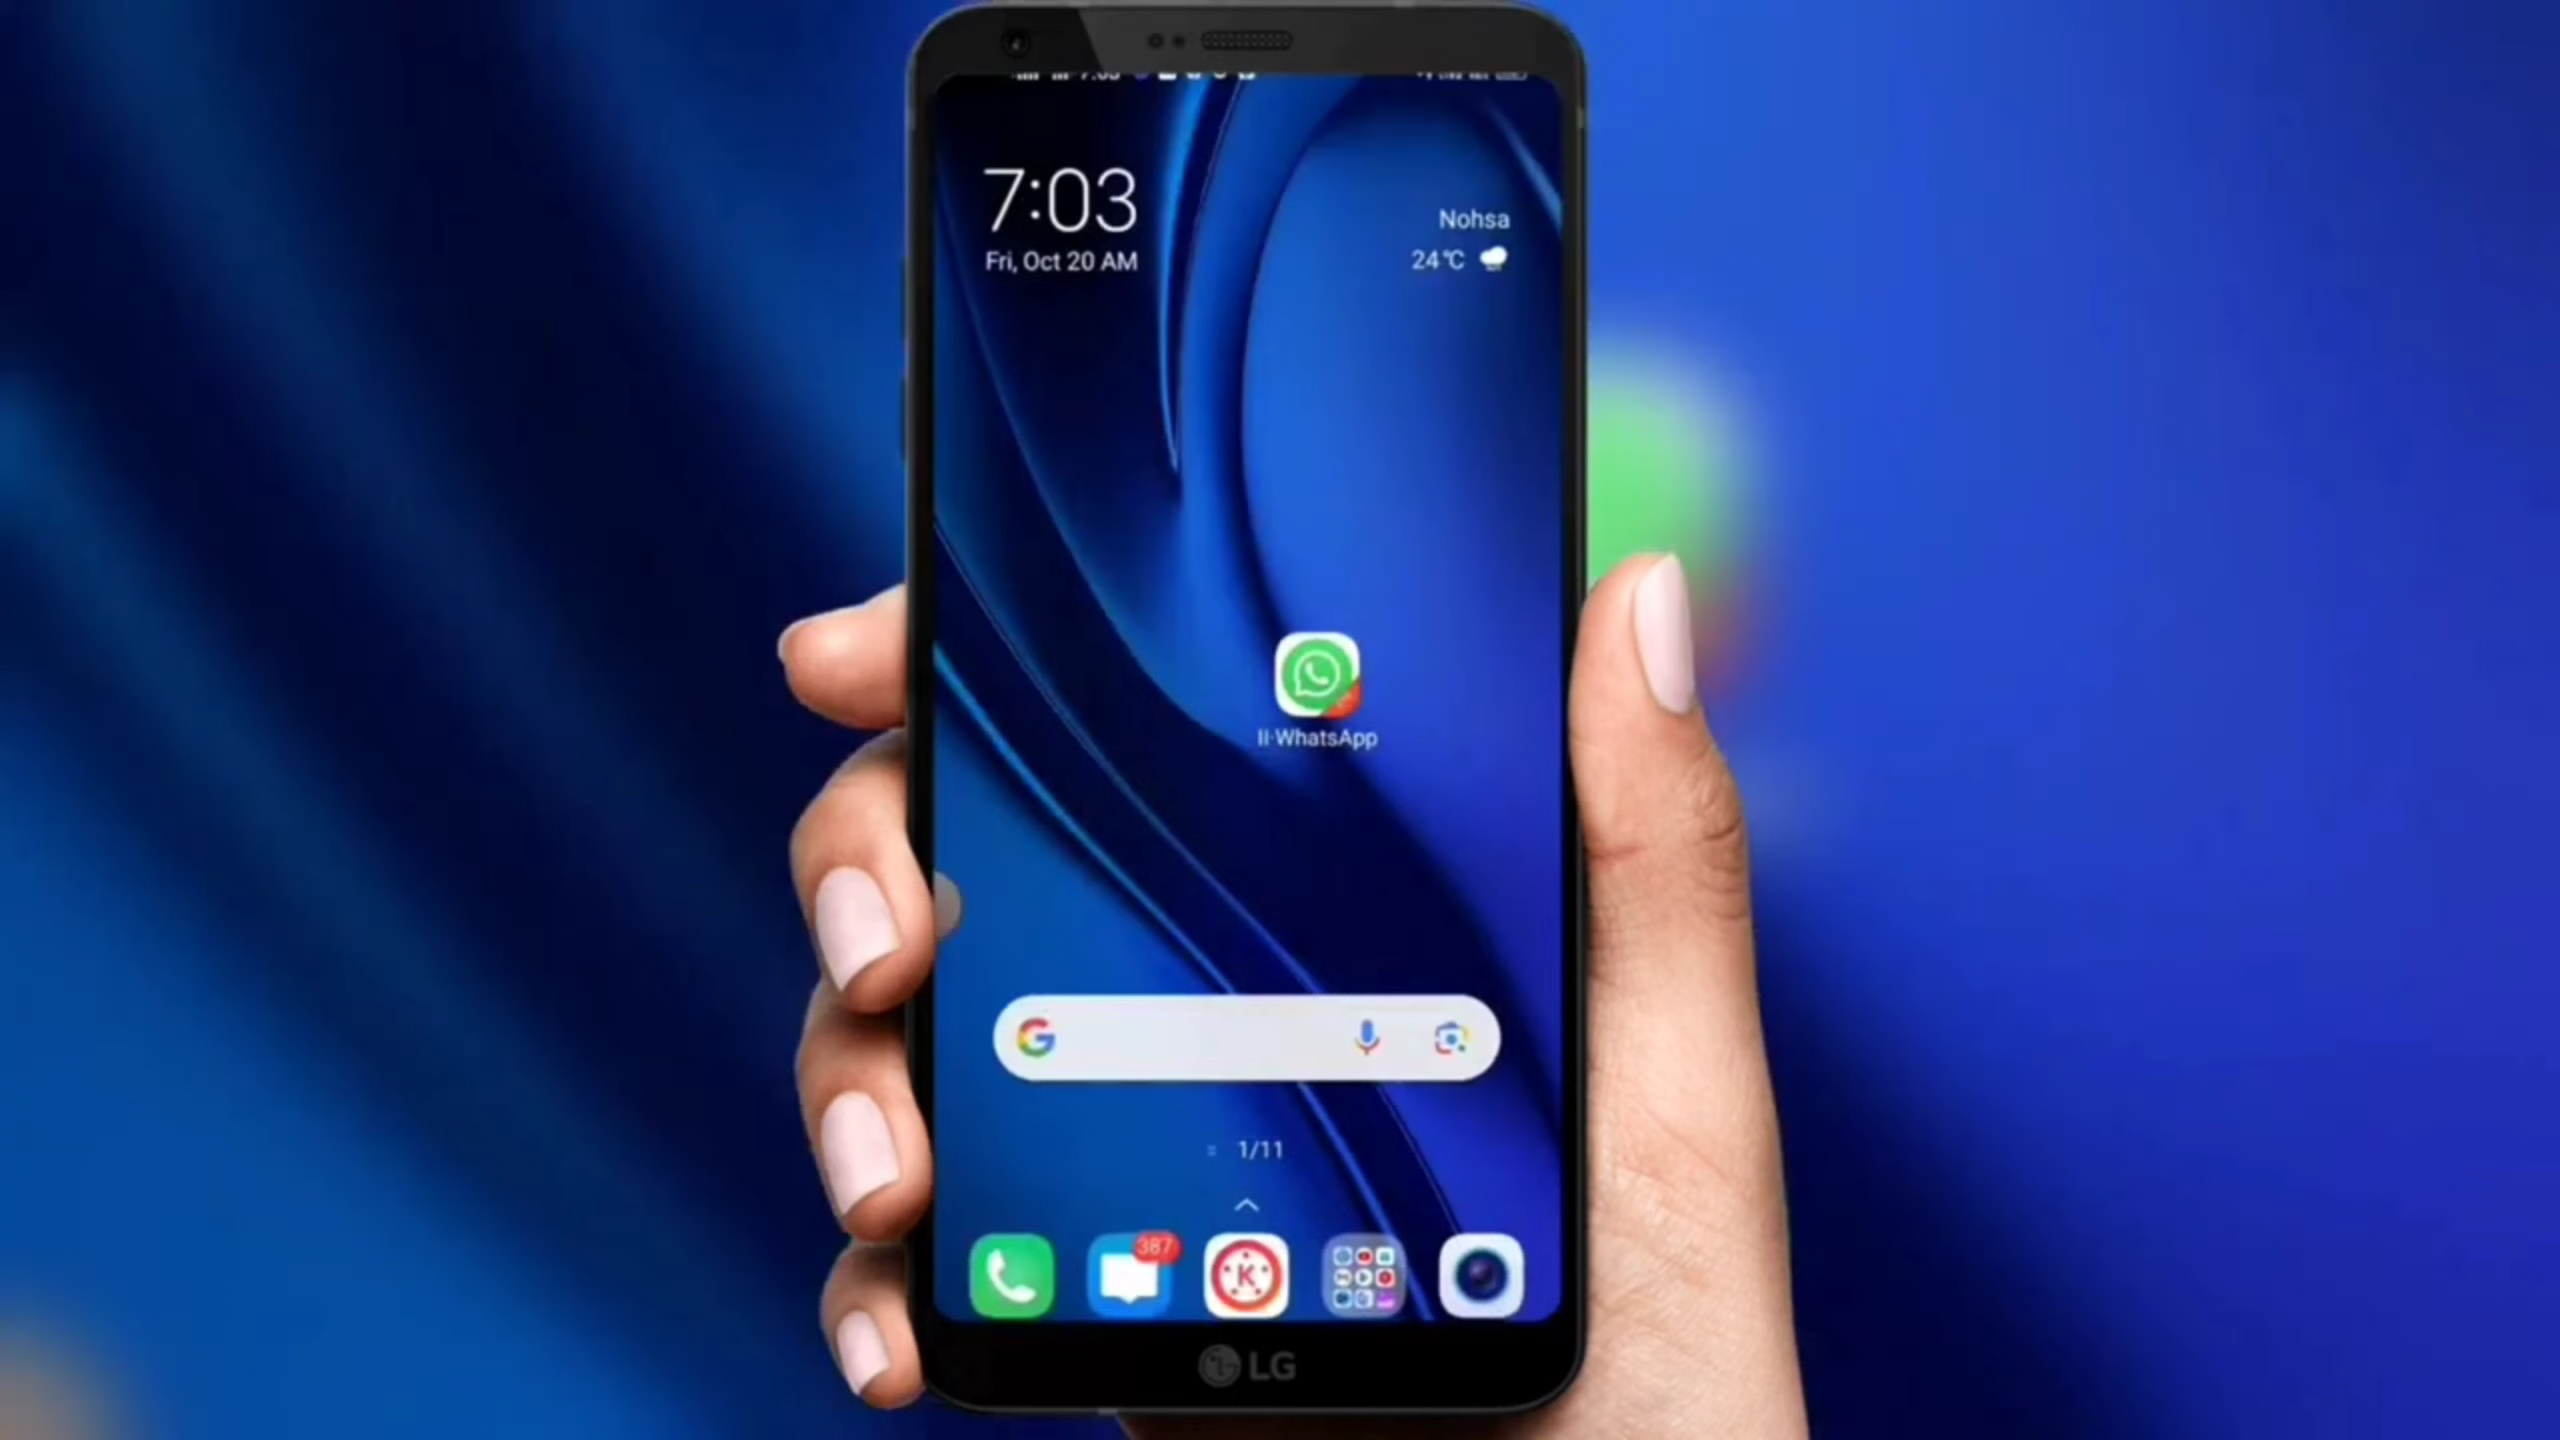 7:03
Fri, Oct 20 AM
Nohsa
24°C
II·WhatsApp
1/11
387
K
LG